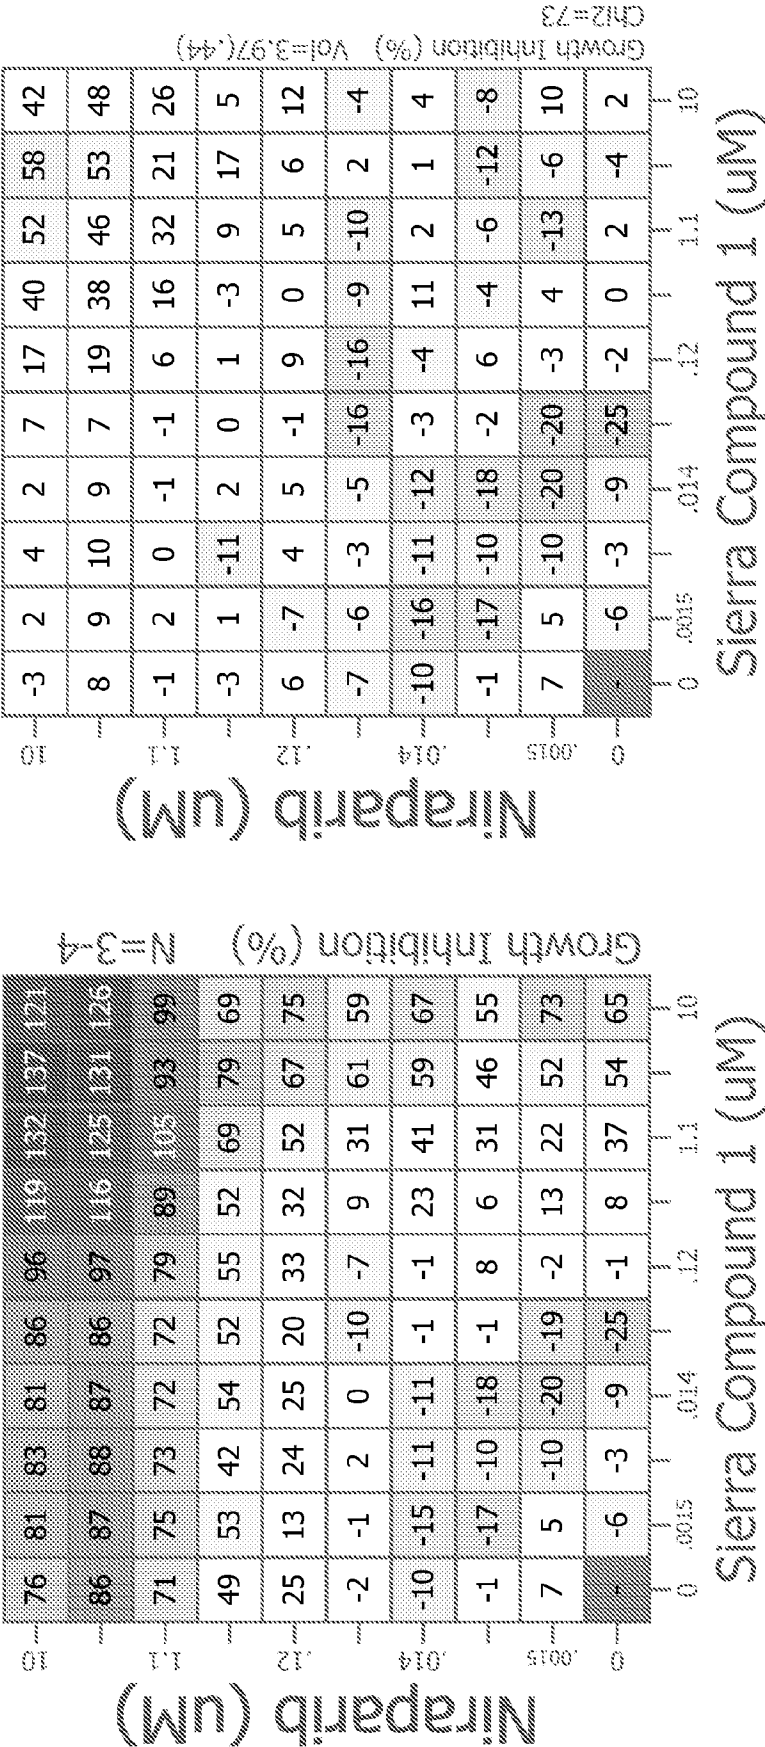 N=3-4
Growth Inhibition (%)
10 76 81 83 81 86 96 119 132 137 121
86 87 88 87 86 97 116 125 131 126
1.1 71 75 73 72 72 79 89 105 93 99
49 53 42 54 52 55 52 69 79 69
.12 25 13 24 25 20 33 32 52 67 75
-2 -1 2 0 -10 -7 9 31 61 59
.014 -10 -15 -11 -11 -1 -1 23 41 59 67
-1 -17 -10 -18 -1 8 6 31 46 55
.0015 7 5 -10 -20 -19 -2 13 22 52 73
0 - -6 -3 -9 -25 -1 8 37 54 65
0 .0015 .014 .12 1.1 10
Niraparib (uM)
Sierra Compound 1 (uM)
10 -3 2 4 2 7 17 40 52 58 42
8 9 10 9 7 19 38 46 53 48
1.1 -1 2 0 -1 -1 6 16 32 21 26
-3 1 -11 2 0 1 -3 9 17 5
.12 6 -7 4 5 -1 9 0 5 6 12
-7 -6 -3 -5 -16 -16 -9 -10 2 -4
.014 -10 -16 -11 -12 -3 -4 11 2 1 4
-1 -17 -10 -18 -2 6 -4 -6 -12 -8
.0015 7 5 -10 -20 -20 -3 4 -13 -6 10
0 - -6 -3 -9 -25 -2 0 2 -4 2
0 .0015 .014 .12 1.1 10
Niraparib (uM)
Sierra Compound 1 (uM)
Growth Inhibition (%) Vol=3.97(.44)
Chi2=73